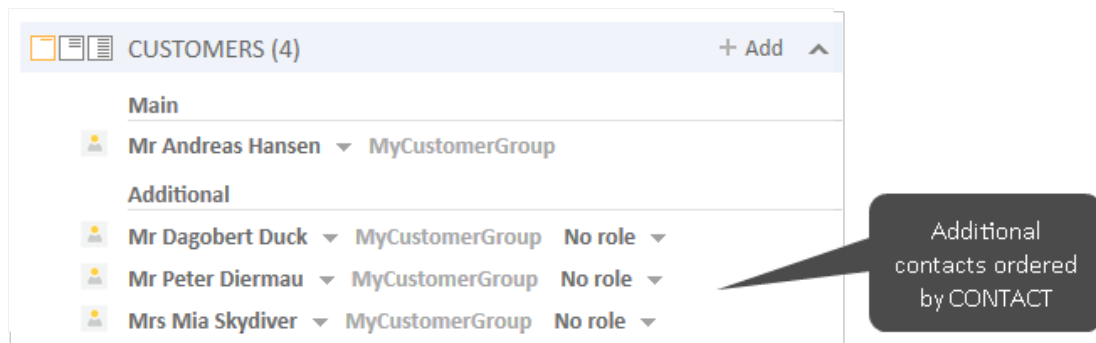 CUSTOMERS (4) + Add
Main
Mr Andreas Hansen MyCustomerGroup
Additional
Mr Dagobert Duck MyCustomerGroup No role
Mr Peter Diermau MyCustomerGroup No role
Mrs Mia Skydiver MyCustomerGroup No role
Additional
contacts ordered
by CONTACT